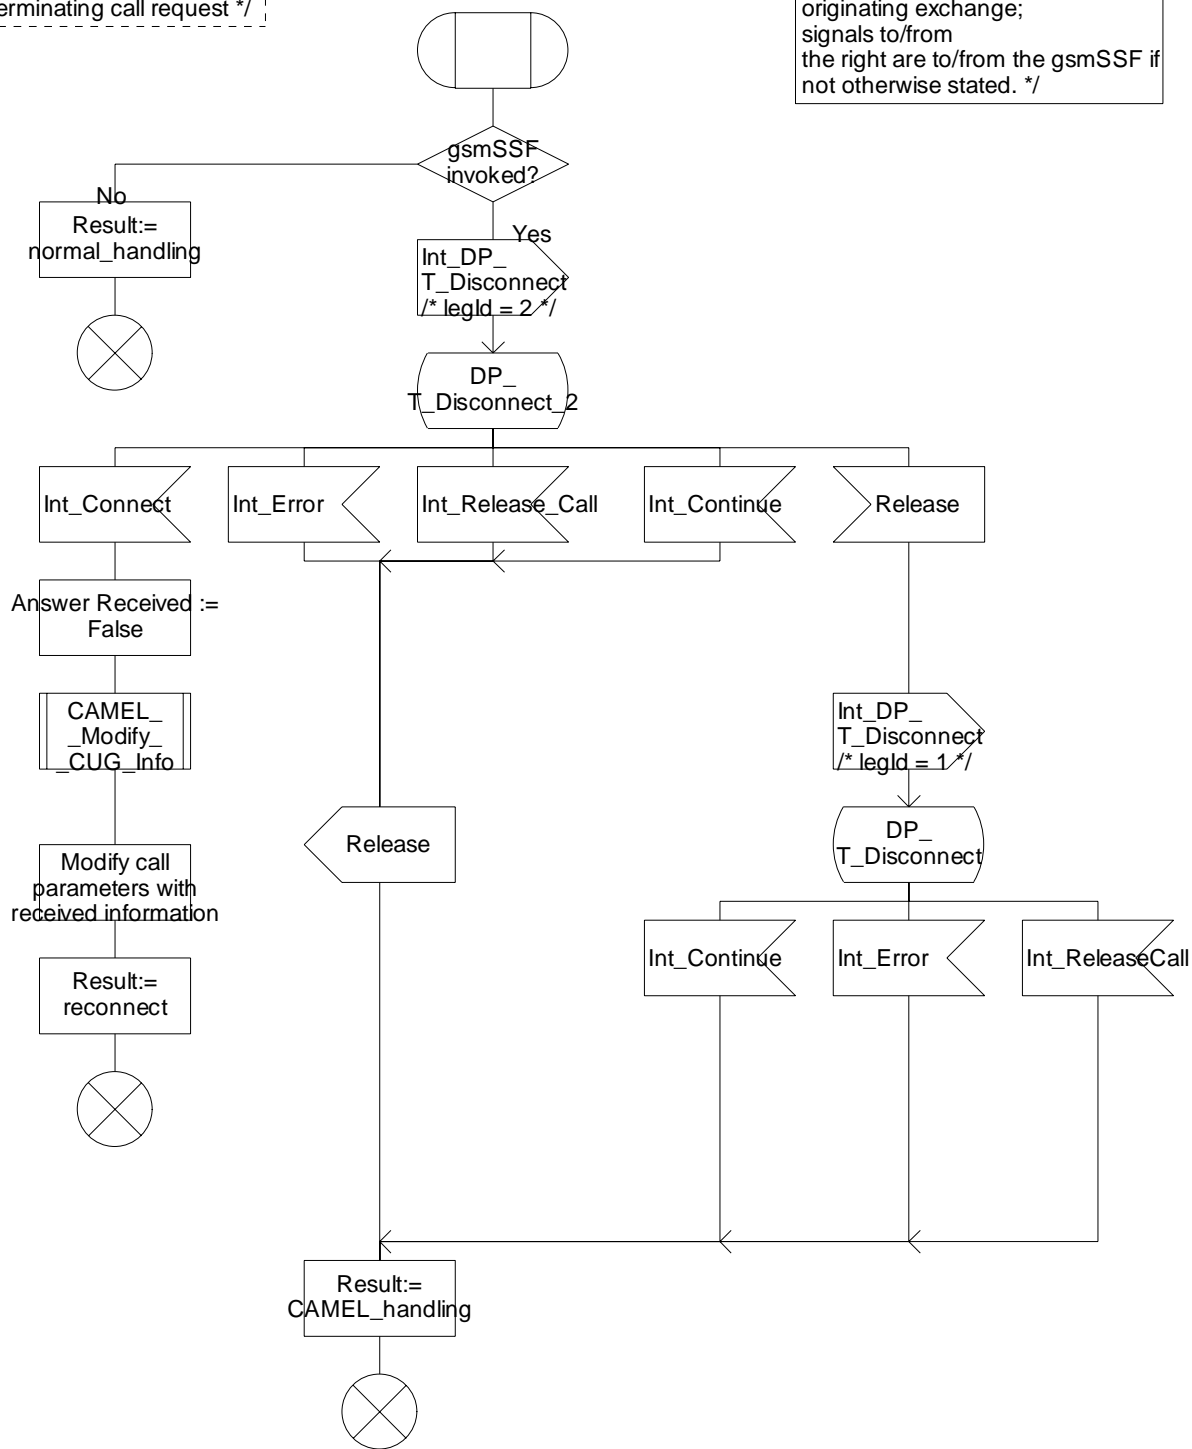 erminating call request */
originating exchange;
signals to/from
the right are to/from the gsmSSF if
not otherwise stated. */
gsmSSF
invoked?
No
Result:=
normal_handling
Yes
Int_DP_
T_Disconnect
/* legId = 2 */
DP_
T_Disconnect_2
Int_Connect
Int_Error
Int_Release_Call
Int_Continue
Release
Answer Received :=
False
CAMEL_
_Modify_
_CUG_Info
Int_DP_
T_Disconnect
/* legId = 1 */
Release
DP_
T_Disconnect
Modify call
parameters with
received information
Int_Continue
Int_Error
Int_ReleaseCall
Result:=
reconnect
Result:=
CAMEL_handling